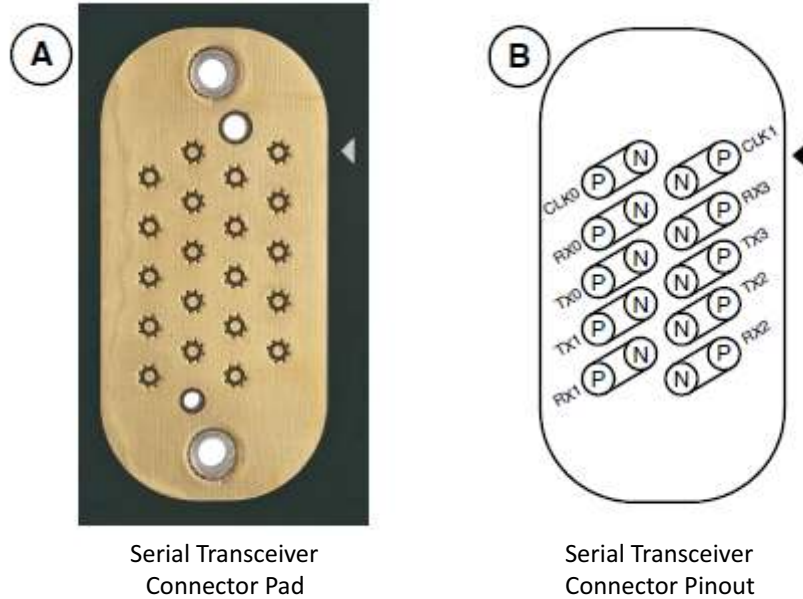 A
B
N P CLK1
CLK0 P N
N P RX3
RX0 P N
N P TX3
TX0 P N
N P TX2
TX1 P N
N P RX2
RX1 P N
Serial Transceiver
Connector Pad
Serial Transceiver
Connector Pinout